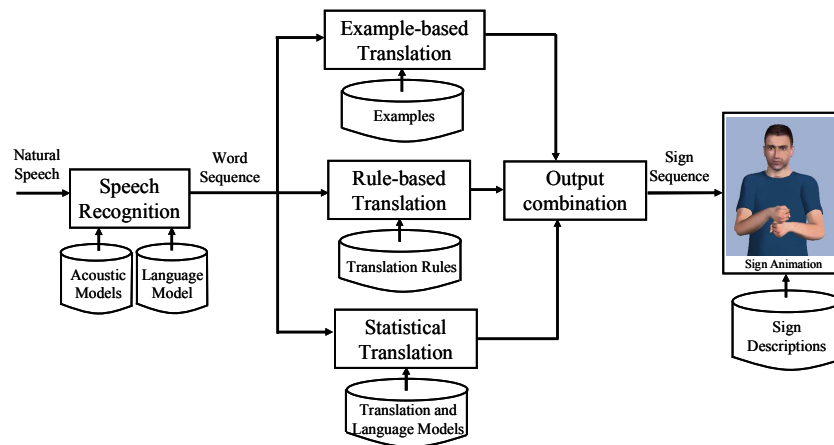 Example-based
Translation
Examples
Natural
Speech
Speech
Recognition
Acoustic
Models
Language
Model
Word
Sequence
Rule-based
Translation
Translation Rules
Statistical
Translation
Translation and
Language Models
Output
combination
Sign
Sequence
Sign Animation
Sign
Descriptions